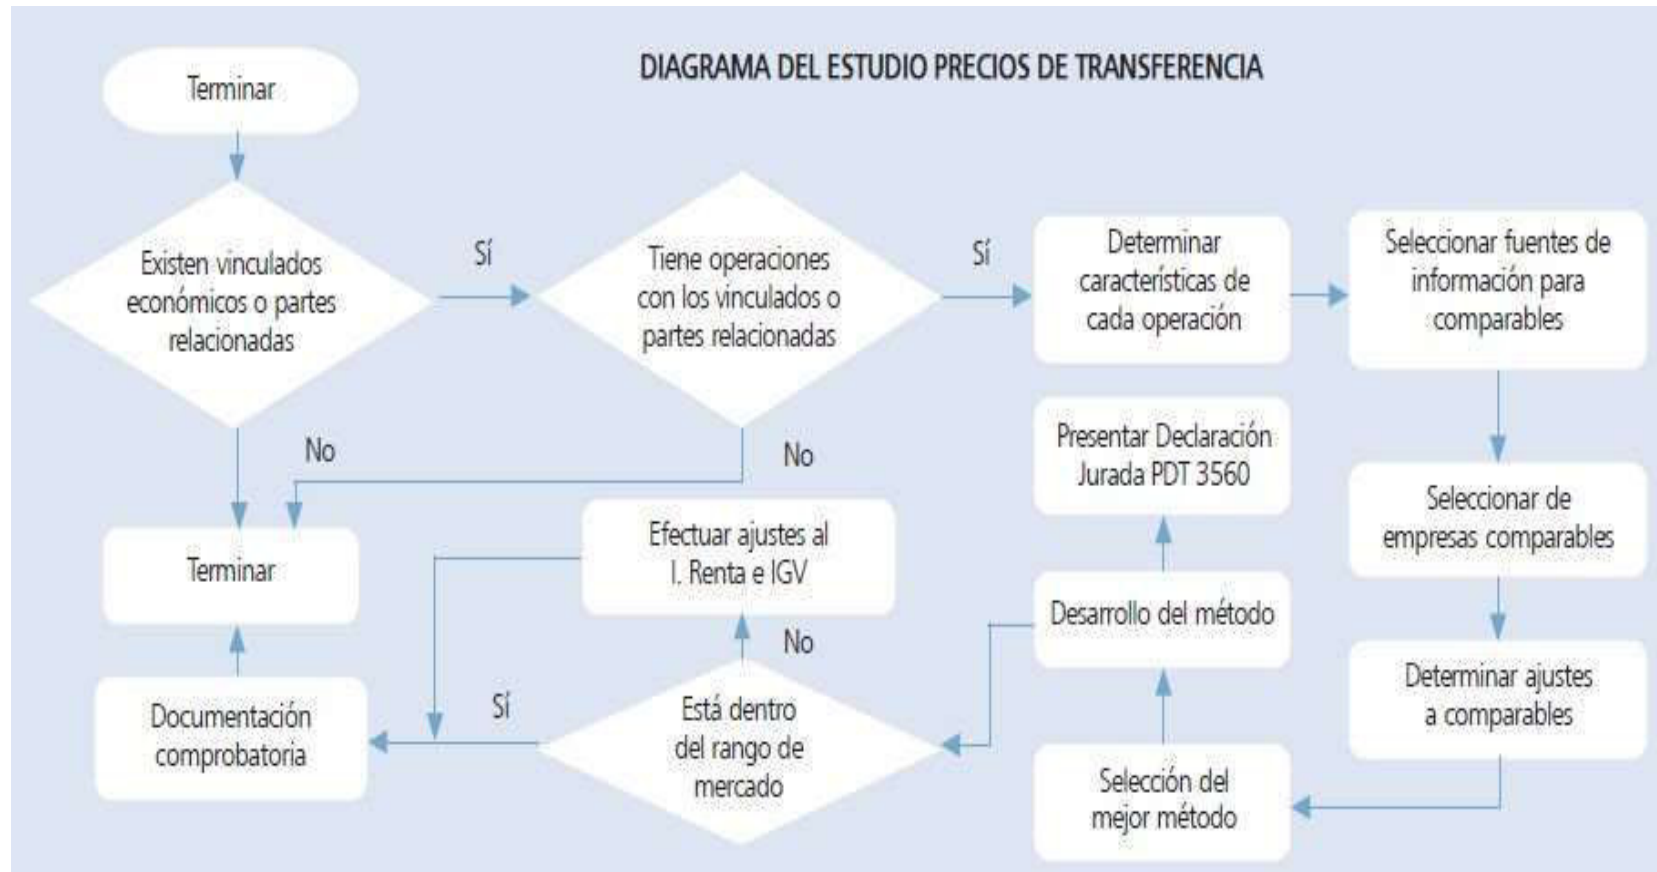 DIAGRAMA DEL ESTUDIO PRECIOS DE TRANSFERENCIA
Terminar
Existen vinculados
económicos o partes
relacionadas
Sí
Tiene operaciones
con los vinculados o
partes relacionadas
Sí
Determinar
características de
cada operación
Seleccionar fuentes de
información para
comparables
No
No
Presentar Declaración
Jurada PDT 3560
Seleccionar de
empresas comparables
Terminar
Efectuar ajustes al
I. Renta e IGV
Desarrollo del método
No
Determinar ajustes
a comparables
Documentación
comprobatoria
Sí
Está dentro
del rango de
mercado
Selección del
mejor método